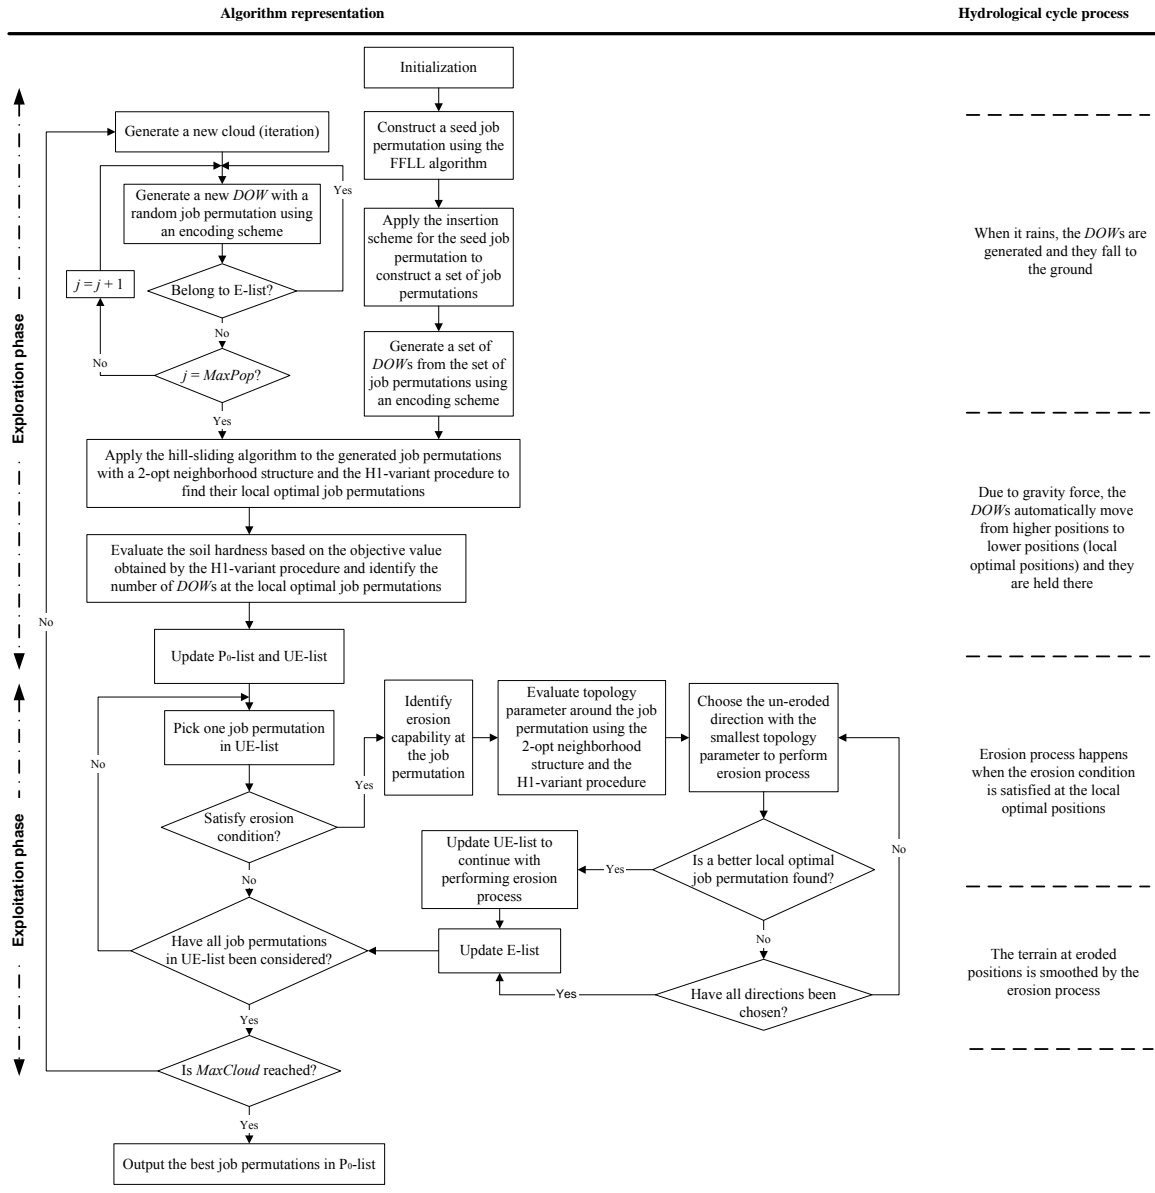 Algorithm representation
Hydrological cycle process
Initialization
Generate a new cloud (iteration)
Construct a seed job
permutation using the
FFLL algorithm
Yes
Generate a new DOW with a
random job permutation using
an encoding scheme
Apply the insertion
scheme for the seed job
permutation to
construct a set of job
permutations
When it rains, the DOWs are
generated and they fall to
the ground
j = j + 1
Belong to E-list?
No
Generate a set of
DOWs from the set of
job permutations using
an encoding scheme
No
j = MaxPop?
Yes
Exploration phase
Apply the hill-sliding algorithm to the generated job permutations
with a 2-opt neighborhood structure and the H1-variant procedure to
find their local optimal job permutations
Due to gravity force, the
DOWs automatically move
from higher positions to
lower positions (local
optimal positions) and they
are held there
Evaluate the soil hardness based on the objective value
obtained by the H1-variant procedure and identify the
number of DOWs at the local optimal job permutations
No
Update P0-list and UE-list
Pick one job permutation
in UE-list
Identify
erosion
capability at
the job
permutation
Evaluate topology
parameter around the job
permutation using the
2-opt neighborhood
structure and the
H1-variant procedure
Choose the un-eroded
direction with the
smallest topology
parameter to perform
erosion process
Erosion process happens
when the erosion condition
is satisfied at the local
optimal positions
No
Yes
Satisfy erosion
condition?
No
Update UE-list to
continue with
performing erosion
process
Yes
Is a better local optimal
job permutation found?
No
Exploitation phase
Have all job permutations
in UE-list been considered?
Update E-list
No
The terrain at eroded
positions is smoothed by the
erosion process
Yes
Have all directions been
chosen?
Yes
Is MaxCloud reached?
Yes
Output the best job permutations in P0-list